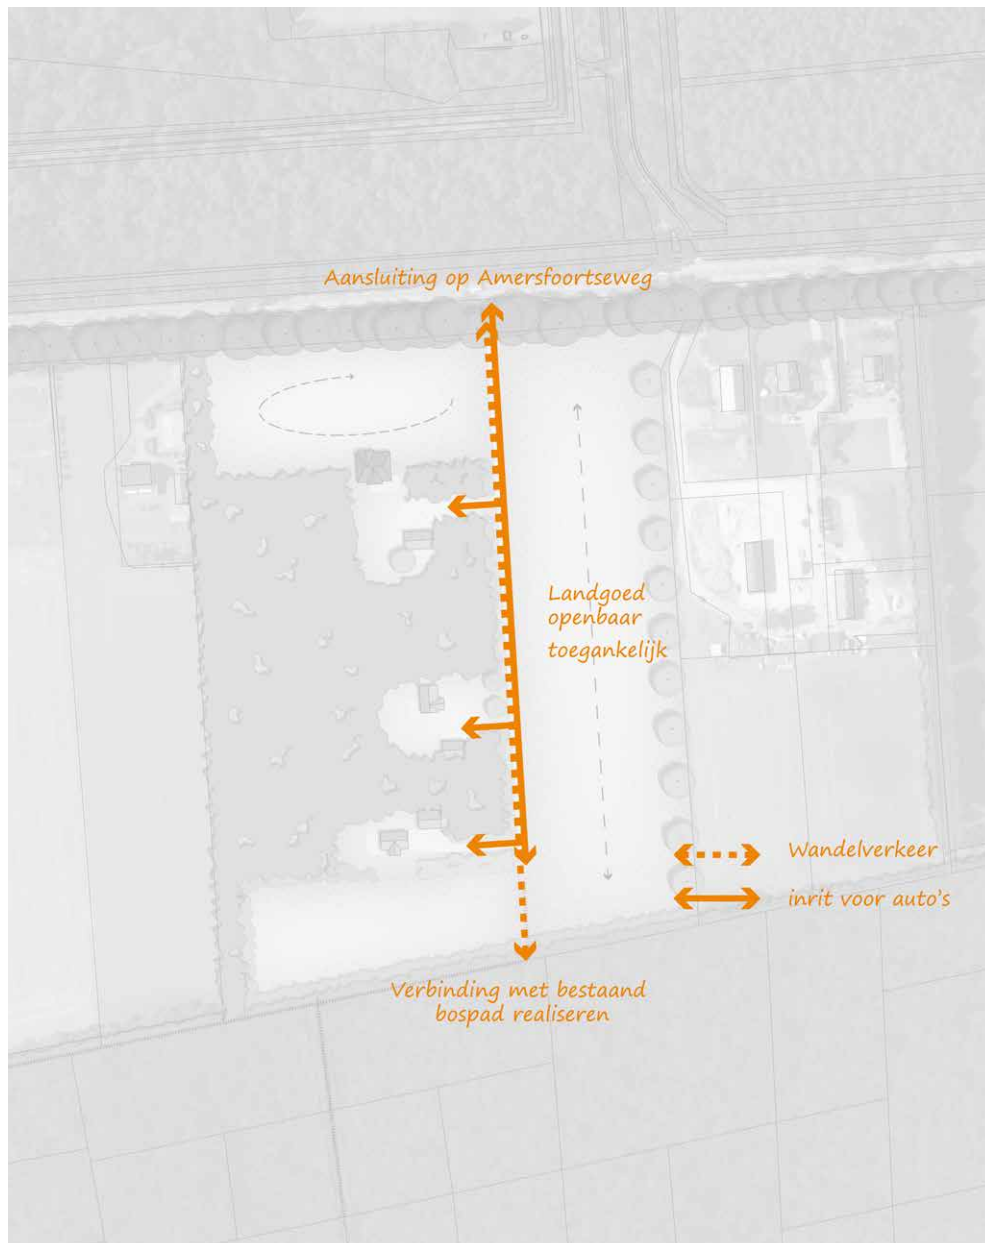 Aansluiting op Amersfoortseweg
Landgoed
openbaar
toegankelijk
Wandelverkeer
inrit voor auto's
Verbinding met bestaand
bospad realiseren